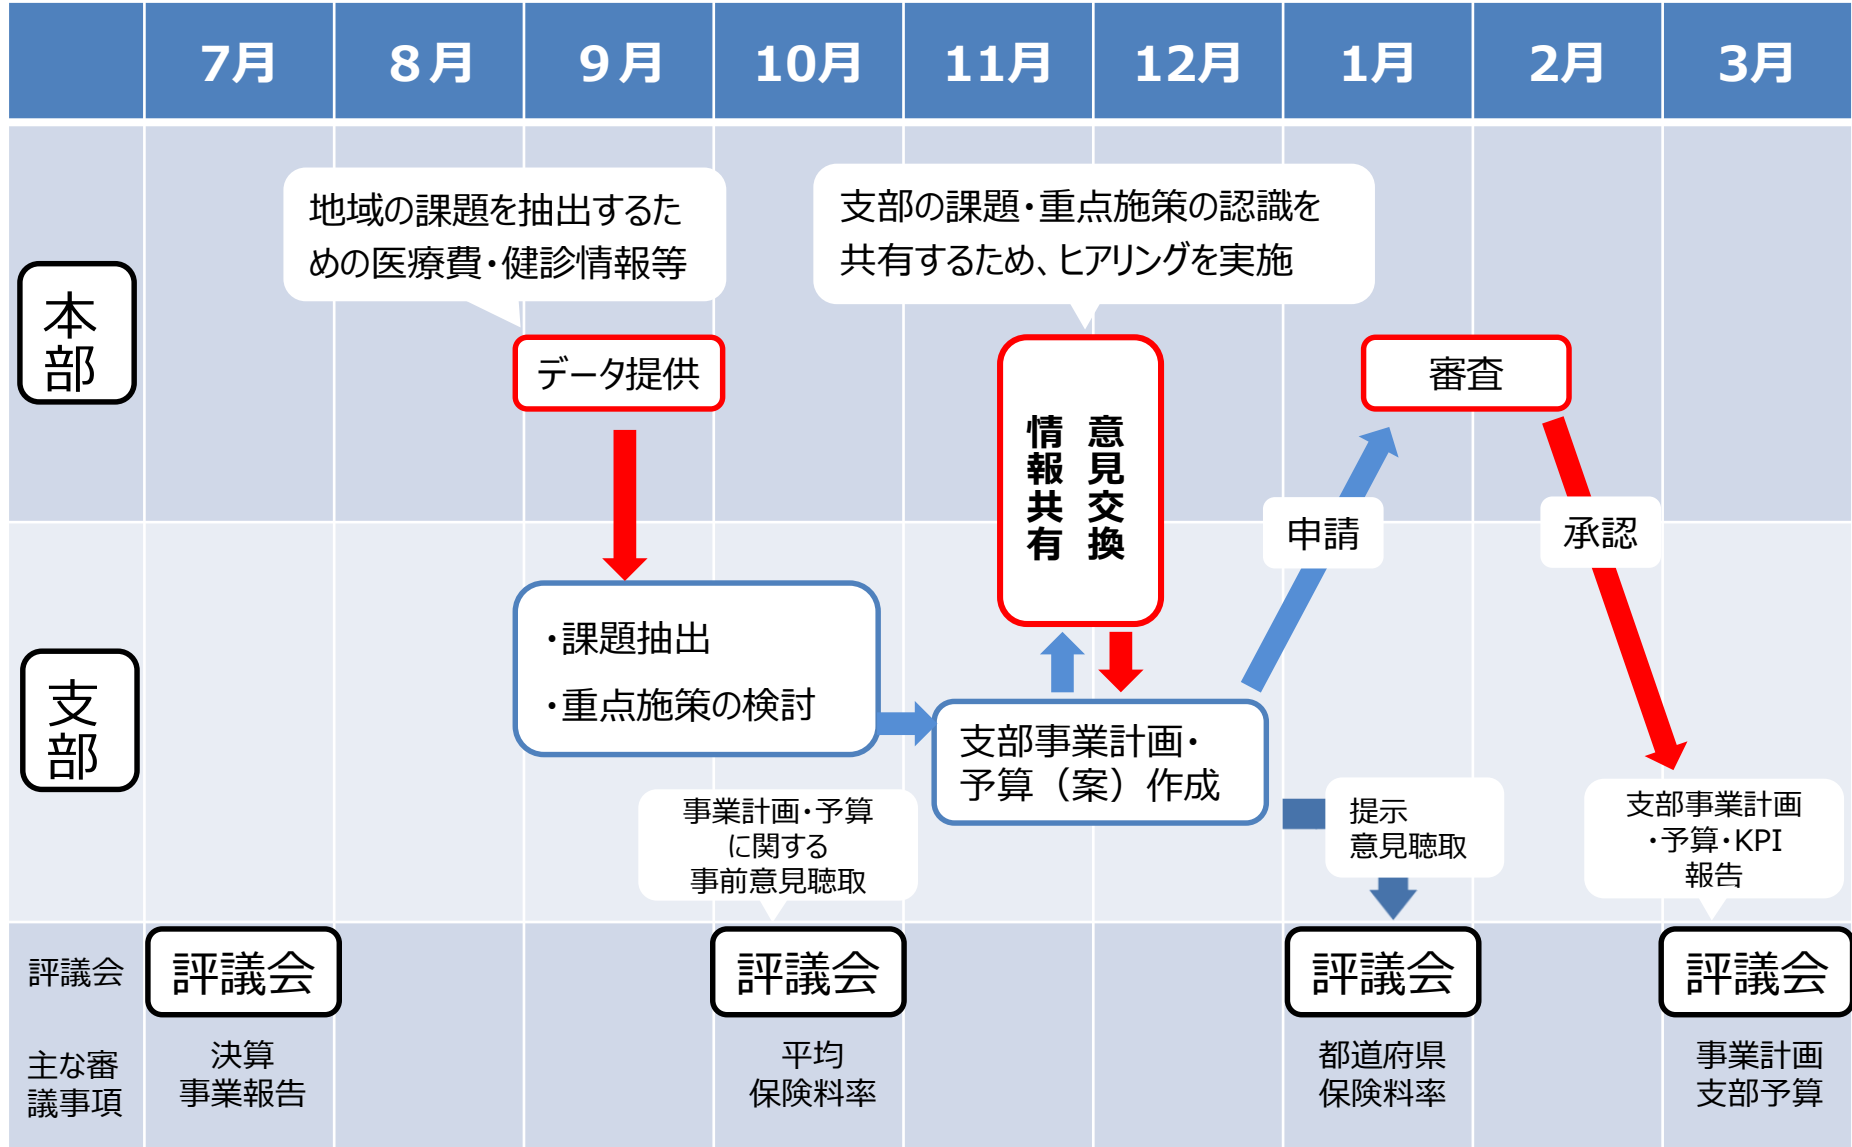 7月
８月
９月
10月
11月
12月
1月
2月
3月
本部
地域の課題を抽出するた
めの医療費・健診情報等
支部の課題・重点施策の認識を
共有するため、ヒアリングを実施
データ提供
意見交換
情報共有
審査
申請
承認
支部
・課題抽出
・重点施策の検討
支部事業計画・
予算（案）作成
事業計画・予算
に関する
事前意見聴取
提示
意見聴取
支部事業計画
・予算・KPI
報告
評議会
評議会
評議会
評議会
評議会
主な審
議事項
決算
事業報告
平均
保険料率
都道府県
保険料率
事業計画
支部予算